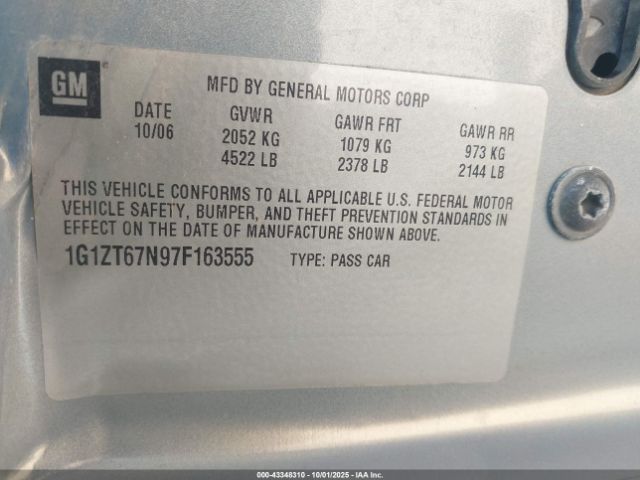 GM
MFD BY GENERAL MOTORS CORP
DATE GVWR GAWR FRT GAWR RR
10/06 2052 KG 1079 KG 973 KG
4522 LB 2378 LB 2144 LB
THIS VEHICLE CONFORMS TO ALL APPLICABLE U.S. FEDERAL MOTOR
VEHICLE SAFETY, BUMPER, AND THEFT PREVENTION STANDARDS IN
EFFECT ON THE DATE OF MANUFACTURE SHOWN ABOVE.
1G1ZT67N97F163555 TYPE: PASS CAR
000-43348310 - 10/01/2025 - IAAI, Inc.